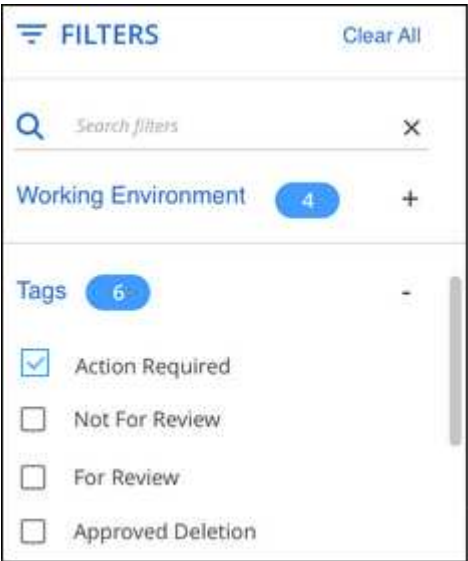 FILTERS Clear All
Search filters
Working Environment 4 +
Tags 6 -
Action Required
Not For Review
For Review
Approved Deletion